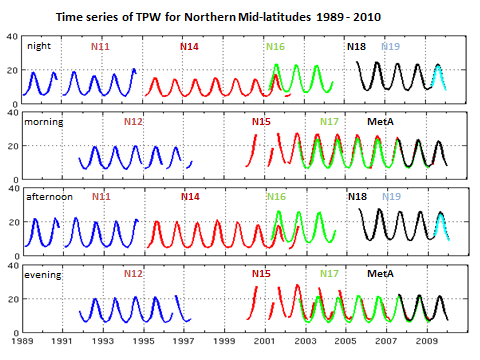 Time series of TPW for Northern Mid-latitudes 1989 - 2010
night N11 N14 N16 N18 N19
40
20
0
morning N12 N15 N17 MetA
40
20
0
afternoon N11 N14 N16 N18 N19
40
20
0
evening N12 N15 N17 MetA
40
20
0
1989 1991 1993 1995 1997 1999 2001 2003 2005 2007 2009